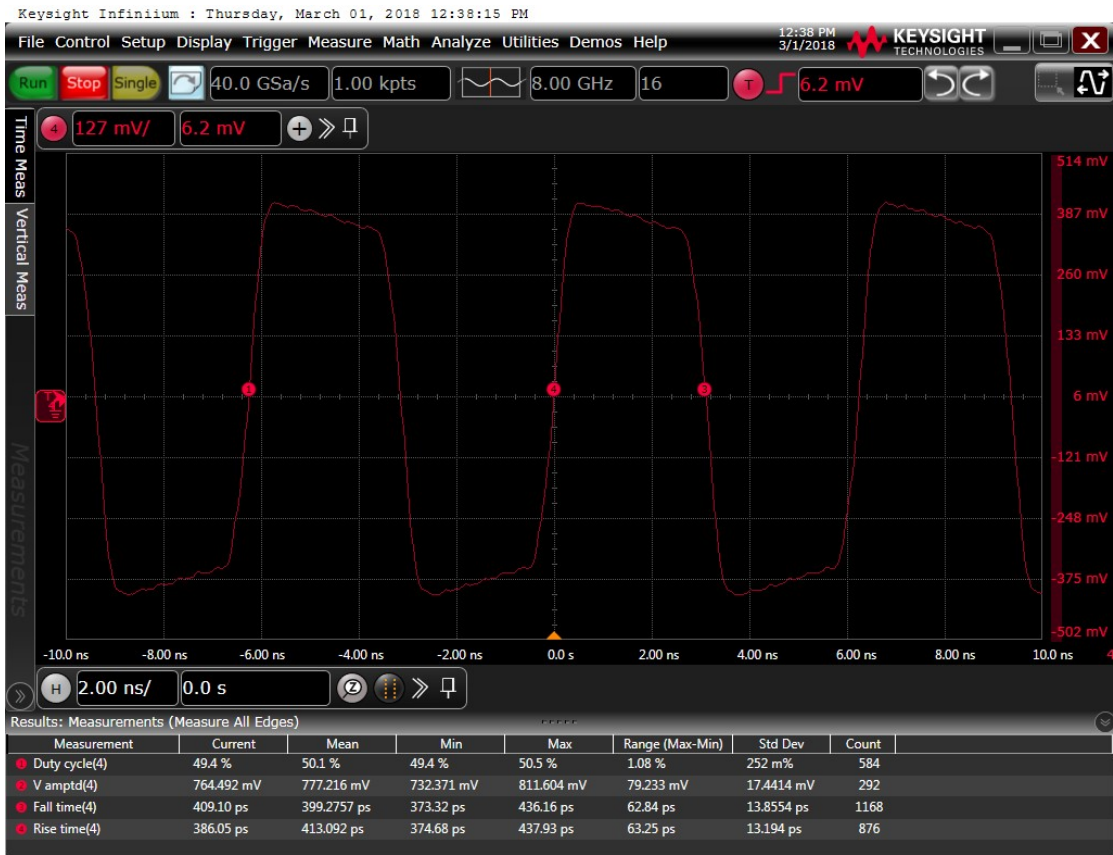 Keysight Infiniium : Thursday, March 01, 2018 12:38:15 PM
File Control Setup Display Trigger Measure Math Analyze Utilities Demos Help 12:38 PM 3/1/2018 KEYSIGHT TECHNOLOGIES X
Run Stop Single 40.0 GSa/s 1.00 kpts 8.00 GHz 16 T 6.2 mV
4 127 mV/ 6.2 mV +
Time Meas
Vertical Meas
Measurements
514 mV
387 mV
260 mV
133 mV
T 1 4 3 6 mV
-121 mV
-248 mV
-375 mV
-502 mV
-10.0 ns -8.00 ns -6.00 ns -4.00 ns -2.00 ns 0.0 s 2.00 ns 4.00 ns 6.00 ns 8.00 ns 10.0 ns 4
H 2.00 ns/ 0.0 s Z
Results: Measurements (Measure All Edges)
Measurement Current Mean Min Max Range (Max-Min) Std Dev Count
1 Duty cycle(4) 49.4 % 50.1 % 49.4 % 50.5 % 1.08 % 252 m% 584
2 V amptd(4) 764.492 mV 777.216 mV 732.371 mV 811.604 mV 79.233 mV 17.4414 mV 292
3 Fall time(4) 409.10 ps 399.2757 ps 373.32 ps 436.16 ps 62.84 ps 13.8554 ps 1168
4 Rise time(4) 386.05 ps 413.092 ps 374.68 ps 437.93 ps 63.25 ps 13.194 ps 876